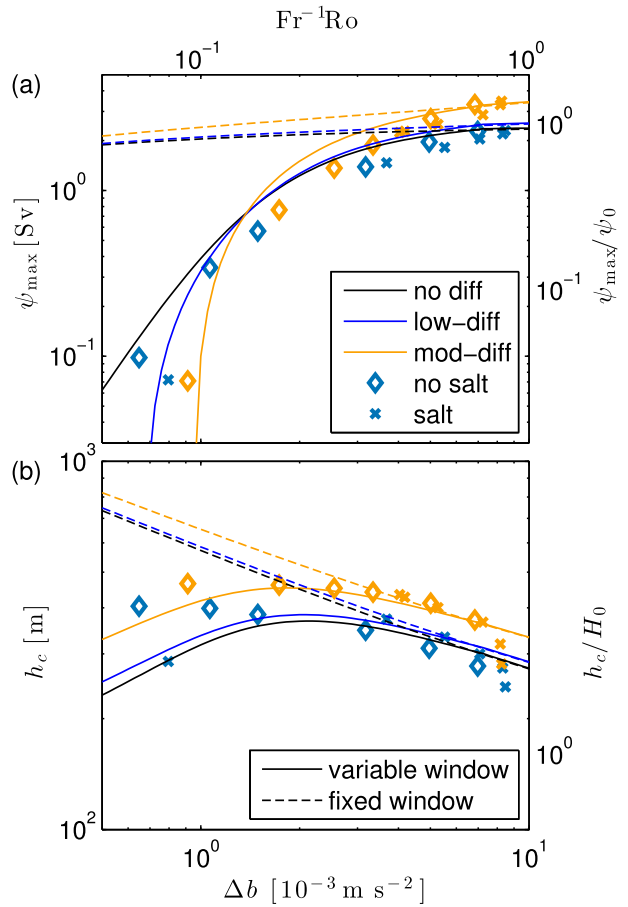 Fr⁻¹Ro
10⁻¹ 10⁰
(a)
ψmax [Sv]
10⁰
10⁻¹
10⁰
10⁻¹
ψmax/ψ0
no diff
low-diff
mod-diff
no salt
salt
(b)
10³
10²
hc [m]
hc/H0
10⁰
variable window
fixed window
10⁰ 10¹
Δb [10⁻³ m s⁻²]